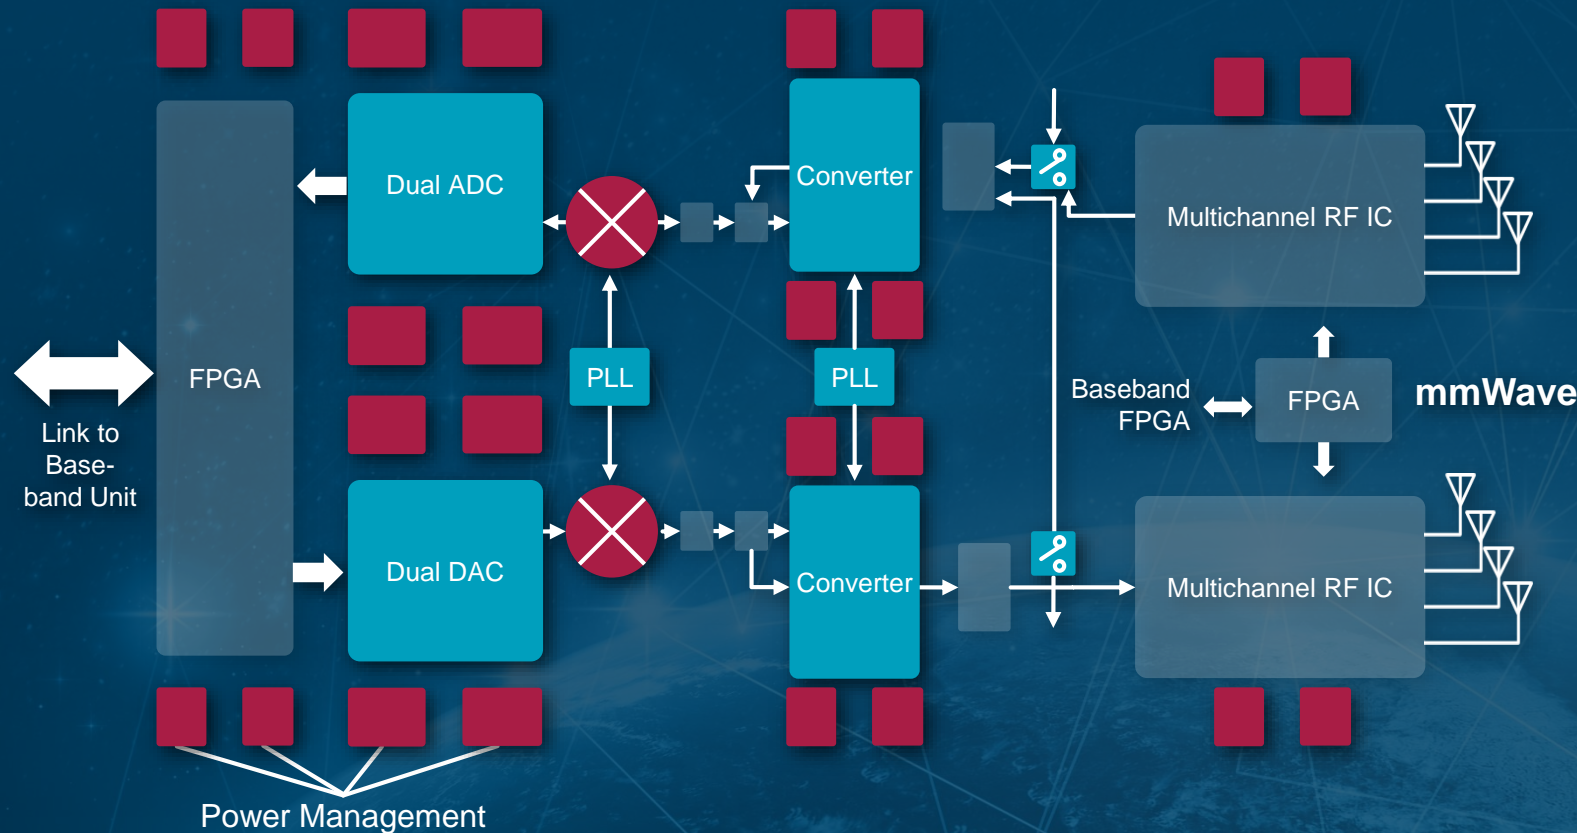 Dual ADC
Converter
Multichannel RF IC
FPGA
PLL
PLL
Baseband
FPGA
FPGA
mmWave
Link to
Base-
band Unit
Dual DAC
Converter
Multichannel RF IC
Power Management